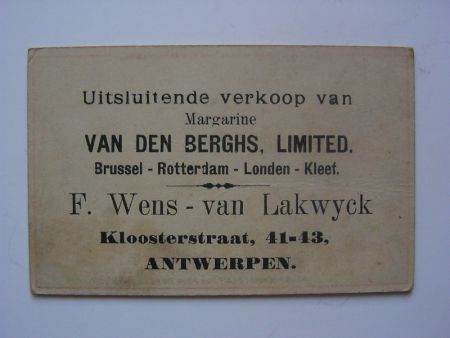 Uitsluitende verkoop van
Margarine
VAN DEN BERGHS, LIMITED.
Brussel - Rotterdam - Londen - Kleef.
F. Wens - van Lakwyck
Kloosterstraat, 41-43,
ANTWERPEN.